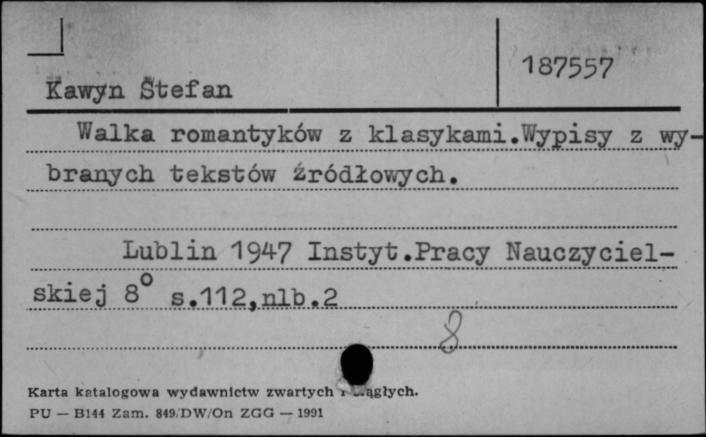 187557
Kawyn Stefan
Walka romantyków z klasykami.Wypisy z wy-
branych tekstów źródłowych.
Lublin 1947 Instyt.Pracy Nauczyciel-
skiej 8° s.112,nlb.2
8
Karta katalogowa wydawnictw zwartych i ciągłych.
PU — B144 Zam. 849/DW/On ZGG — 1991